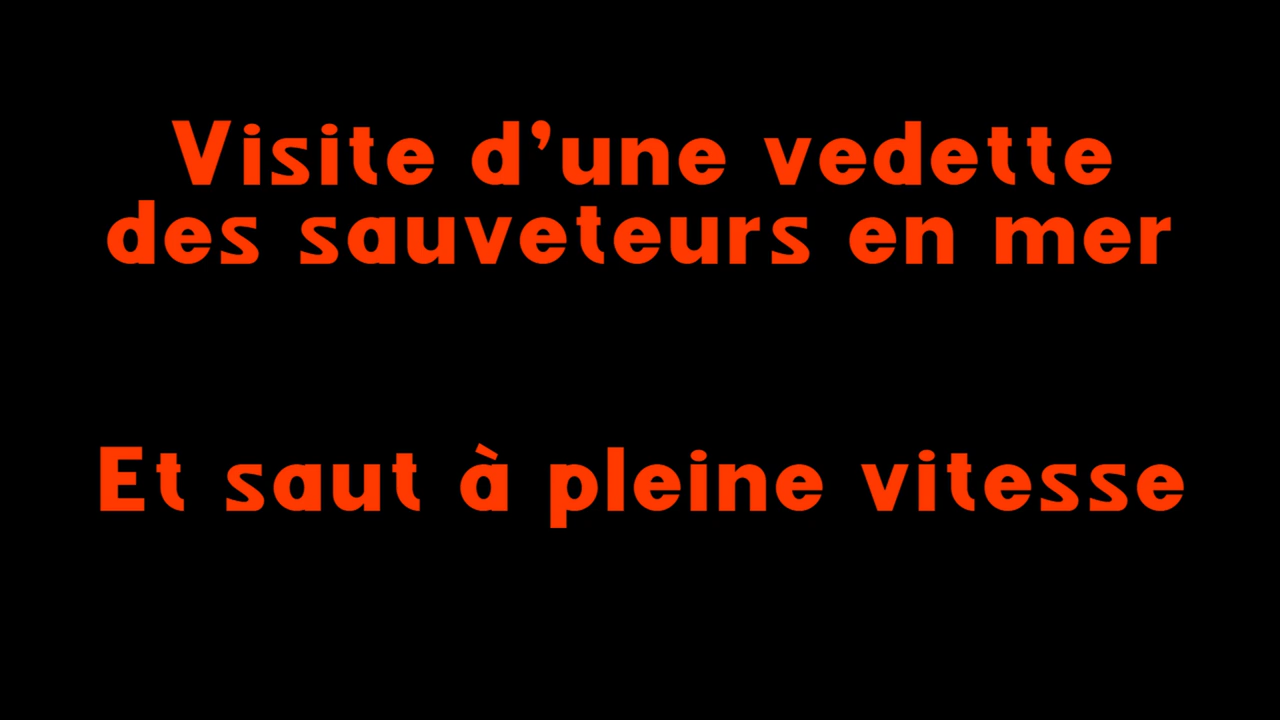 Visite d’une vedette
des sauveteurs en mer
Et saut à pleine vitesse